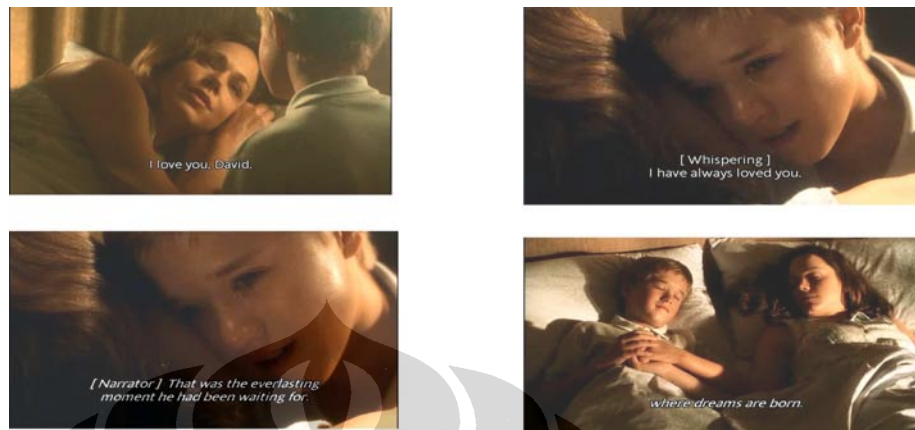 I love you, David.
[ Whispering ]
I have always loved you.
[ Narrator ] That was the everlasting
moment he had been waiting for.
where dreams are born.